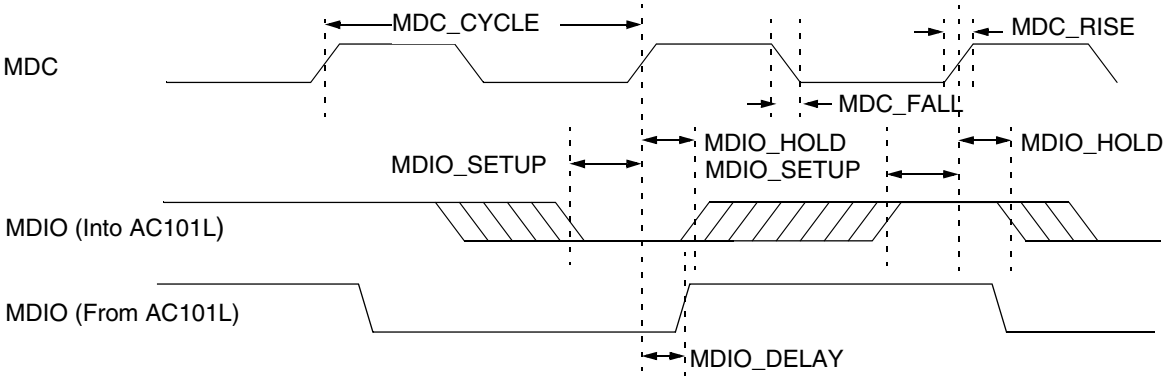 MDC_CYCLE
MDC_RISE
MDC
MDC_FALL
MDIO_HOLD
MDIO_HOLD
MDIO_SETUP
MDIO_SETUP
MDIO (Into AC101L)
MDIO (From AC101L)
MDIO_DELAY